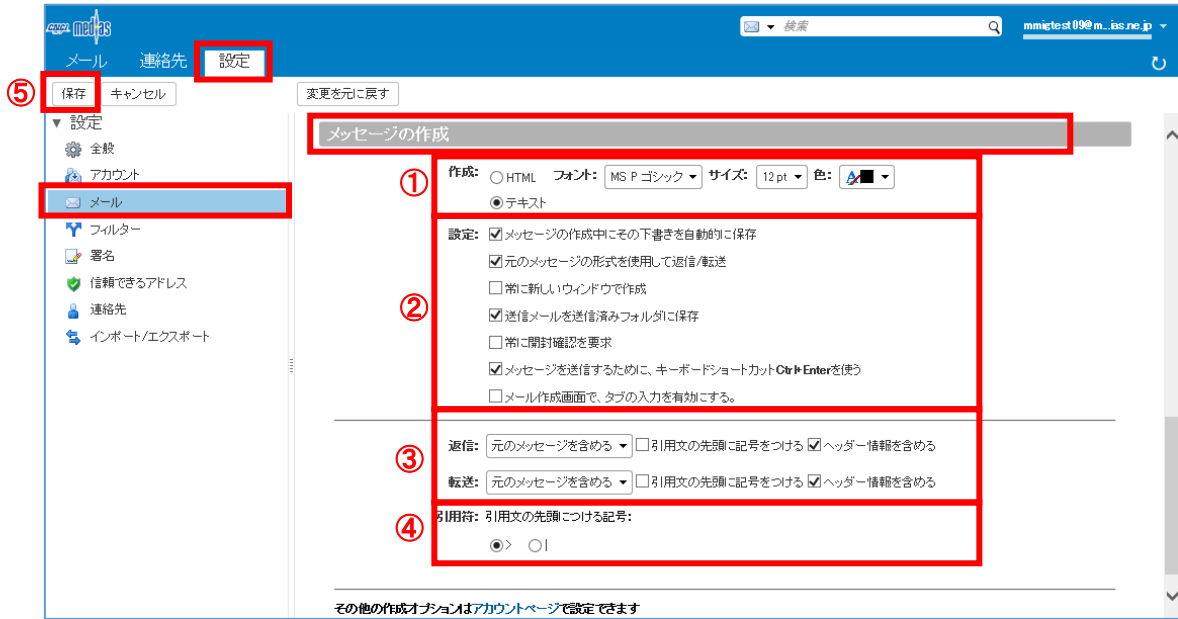 CNCI medias
検索
mmigtest09@m...ias.ne.jp
メール 連絡先 設定
⑤
保存 キャンセル 変更を元に戻す
設定
全般
アカウント
メール
フィルター
署名
信頼できるアドレス
連絡先
インポート/エクスポート
メッセージの作成
①
作成: HTML フォント: MS P ゴシック サイズ: 12 pt 色:
テキスト
②
設定: メッセージの作成中にその下書きを自動的に保存
元のメッセージの形式を使用して返信/転送
常に新しいウィンドウで作成
送信メールを送信済みフォルダに保存
常に開封確認を要求
メッセージを送信するために、キーボードショートカットCtrl+Enterを使う
メール作成画面で、タブの入力を有効にする。
③
返信: 元のメッセージを含める 引用文の先頭に記号をつける ヘッダー情報を含める
転送: 元のメッセージを含める 引用文の先頭に記号をつける ヘッダー情報を含める
④
引用符: 引用文の先頭につける記号:
> |
その他の作成オプションはアカウントページで設定できます